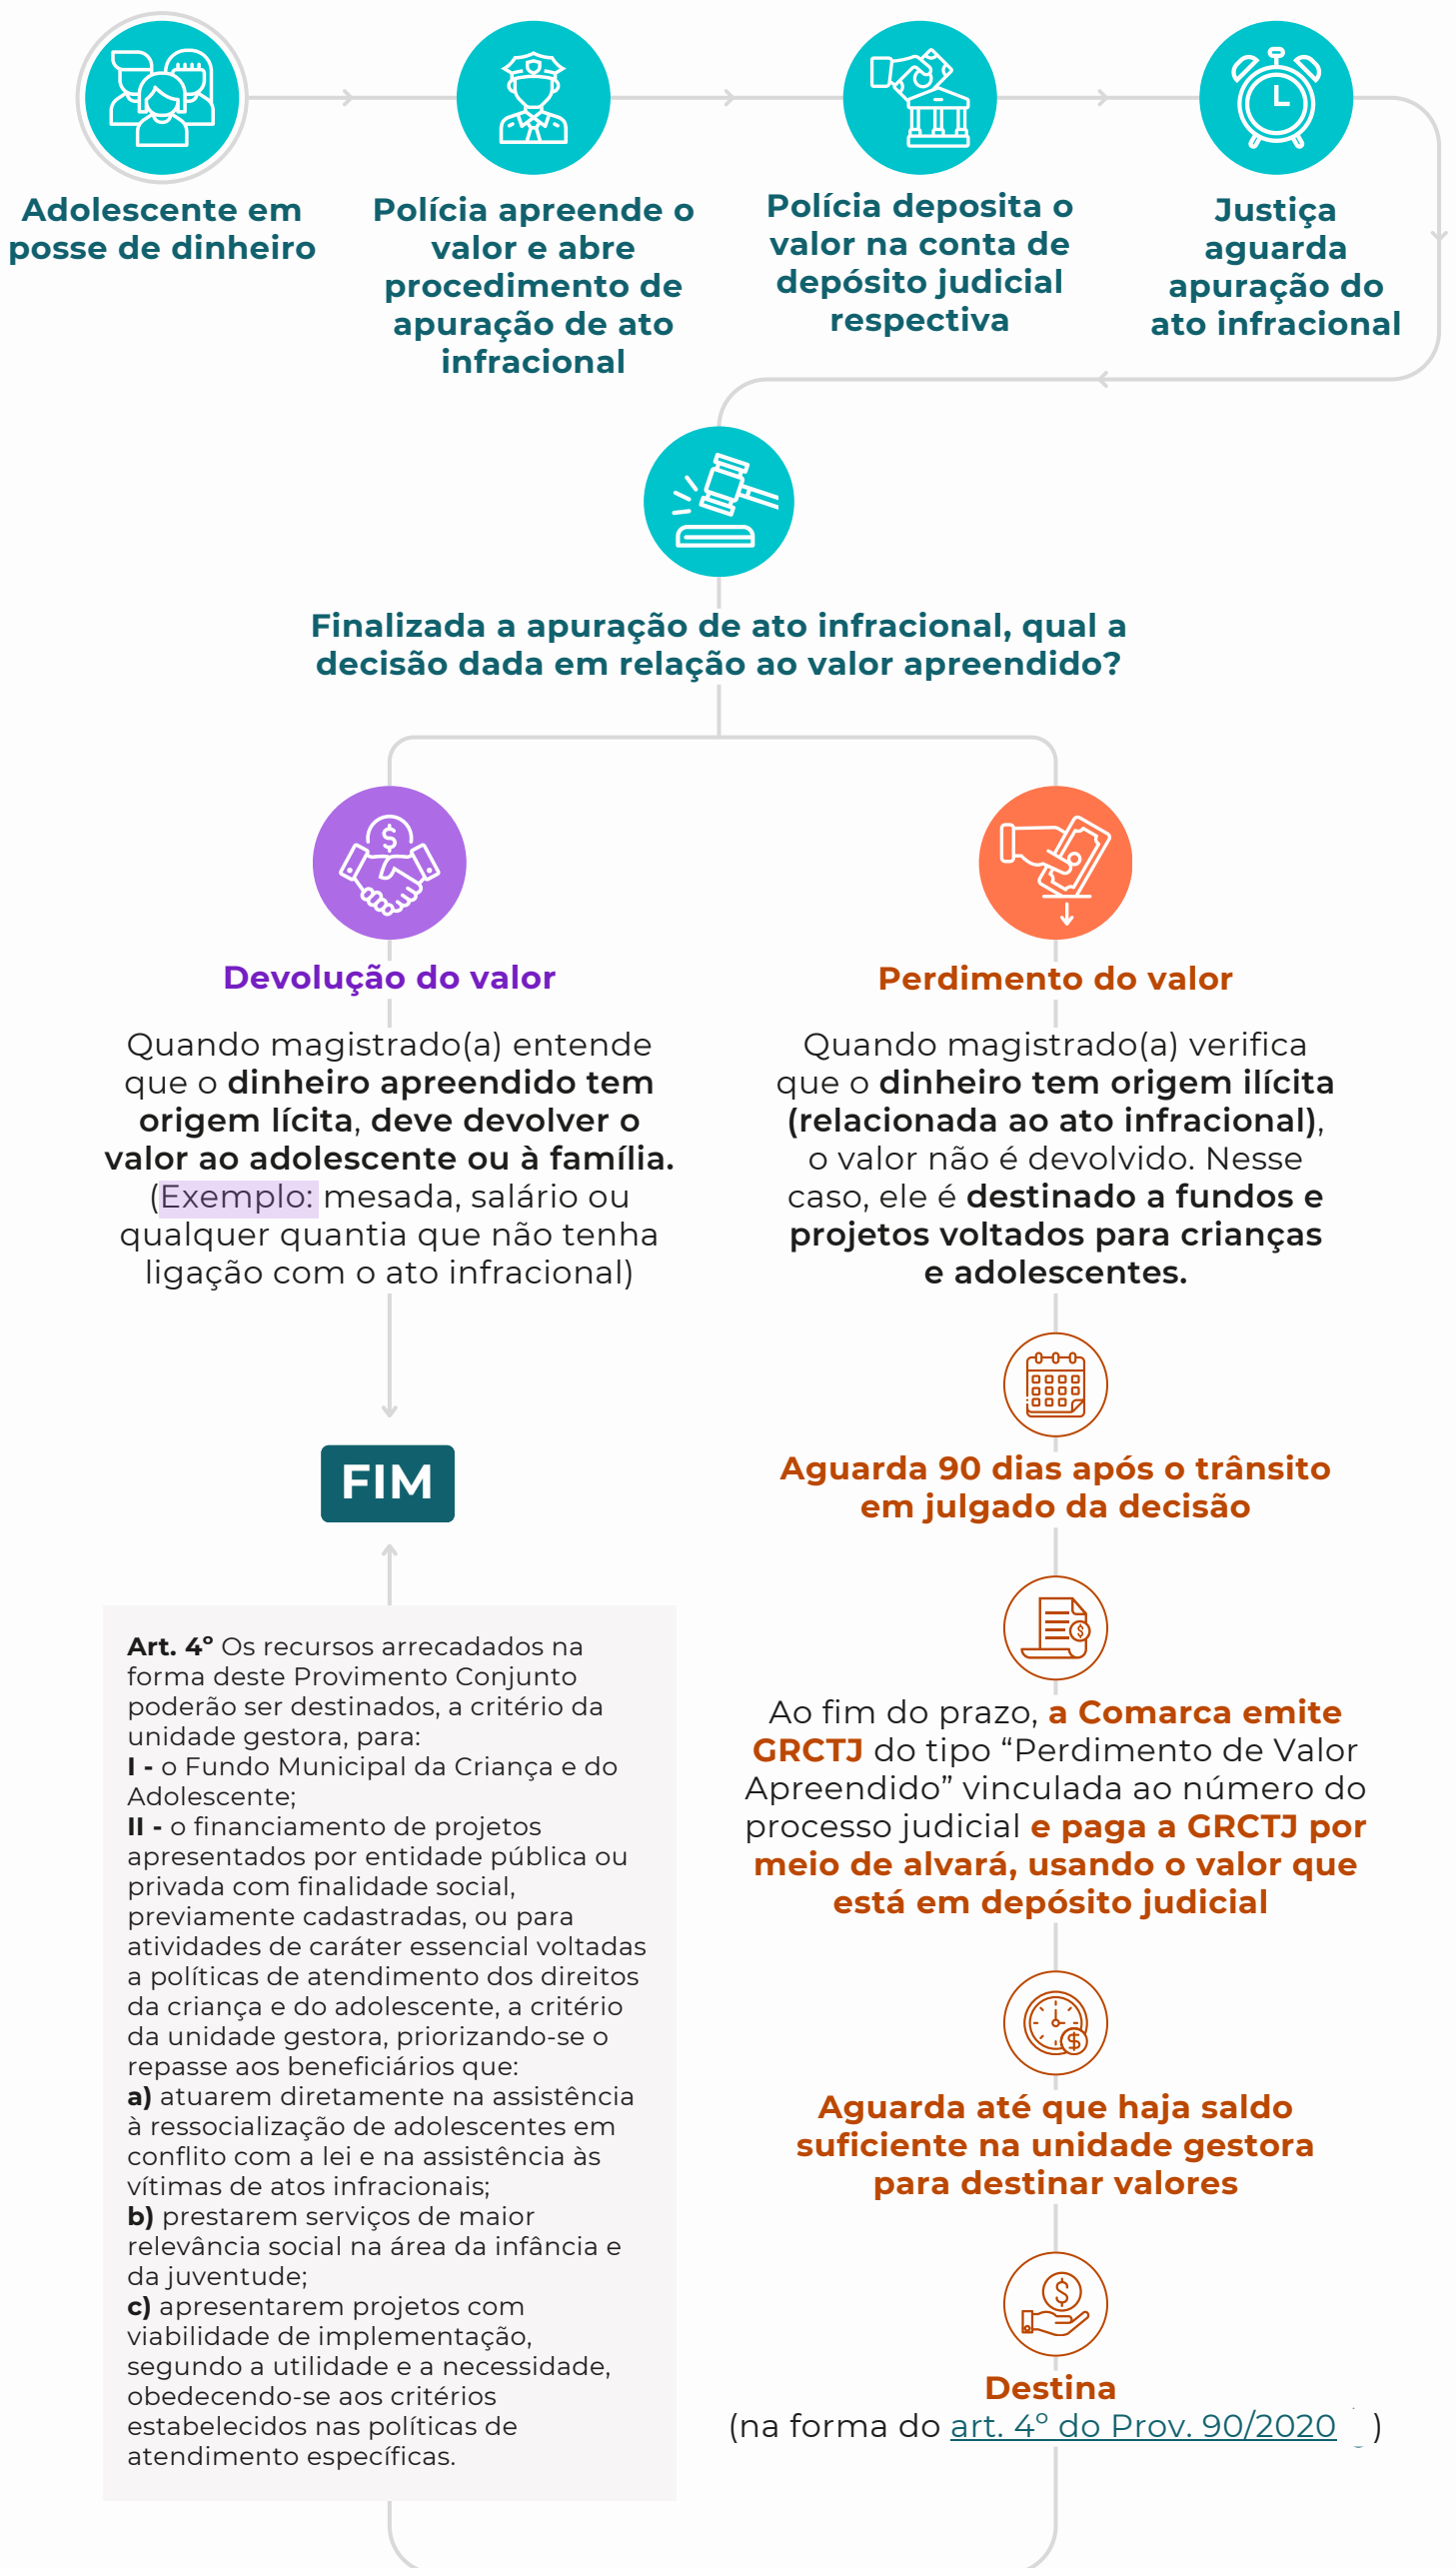 Adolescente em
posse de dinheiro
Polícia apreende o
valor e abre
procedimento de
apuração de ato
infracional
Polícia deposita o
valor na conta de
depósito judicial
respectiva
Justiça
aguarda
apuração do
ato infracional
Finalizada a apuração de ato infracional, qual a
decisão dada em relação ao valor apreendido?
Devolução do valor
Quando magistrado(a) entende
que o dinheiro apreendido tem
origem lícita, deve devolver o
valor ao adolescente ou à família.
(Exemplo: mesada, salário ou
qualquer quantia que não tenha
ligação com o ato infracional)
FIM
Perdimento do valor
Quando magistrado(a) verifica
que o dinheiro tem origem ilícita
(relacionada ao ato infracional),
o valor não é devolvido. Nesse
caso, ele é destinado a fundos e
projetos voltados para crianças
e adolescentes.
Aguarda 90 dias após o trânsito
em julgado da decisão
Ao fim do prazo, a Comarca emite
GRCTJ do tipo “Perdimento de Valor
Apreendido” vinculada ao número do
processo judicial e paga a GRCTJ por
meio de alvará, usando o valor que
está em depósito judicial
Aguarda até que haja saldo
suficiente na unidade gestora
para destinar valores
Destina
(na forma do art. 4º do Prov. 90/2020 )
Art. 4º Os recursos arrecadados na
forma deste Provimento Conjunto
poderão ser destinados, a critério da
unidade gestora, para:
I - o Fundo Municipal da Criança e do
Adolescente;
II - o financiamento de projetos
apresentados por entidade pública ou
privada com finalidade social,
previamente cadastradas, ou para
atividades de caráter essencial voltadas
a políticas de atendimento dos direitos
da criança e do adolescente, a critério
da unidade gestora, priorizando-se o
repasse aos beneficiários que:
a) atuarem diretamente na assistência
à ressocialização de adolescentes em
conflito com a lei e na assistência às
vítimas de atos infracionais;
b) prestarem serviços de maior
relevância social na área da infância e
da juventude;
c) apresentarem projetos com
viabilidade de implementação,
segundo a utilidade e a necessidade,
obedecendo-se aos critérios
estabelecidos nas políticas de
atendimento específicas.